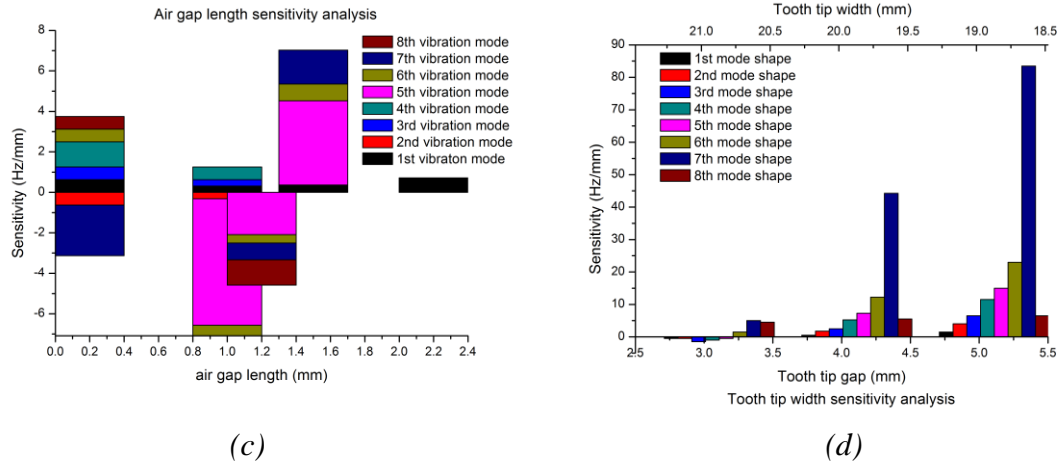 Air gap length sensitivity analysis
8
6
4
2
0
-2
-4
-6
Sensitivity (Hz/mm)
8th vibration mode
7th vibration mode
6th vibration mode
5th vibration mode
4th vibration mode
3rd vibration mode
2nd vibration mode
1st vibraton mode
0.0 0.2 0.4 0.6 0.8 1.0 1.2 1.4 1.6 1.8 2.0 2.2 2.4
air gap length (mm)
(c)
Tooth tip width (mm)
21.0 20.5 20.0 19.5 19.0 18.5
90
80
70
60
50
40
30
20
10
0
Sensitivity (Hz/mm)
1st mode shape
2nd mode shape
3rd mode shape
4th mode shape
5th mode shape
6th mode shape
7th mode shape
8th mode shape
2.5 3.0 3.5 4.0 4.5 5.0 5.5
Tooth tip gap (mm)
Tooth tip width sensitivity analysis
(d)